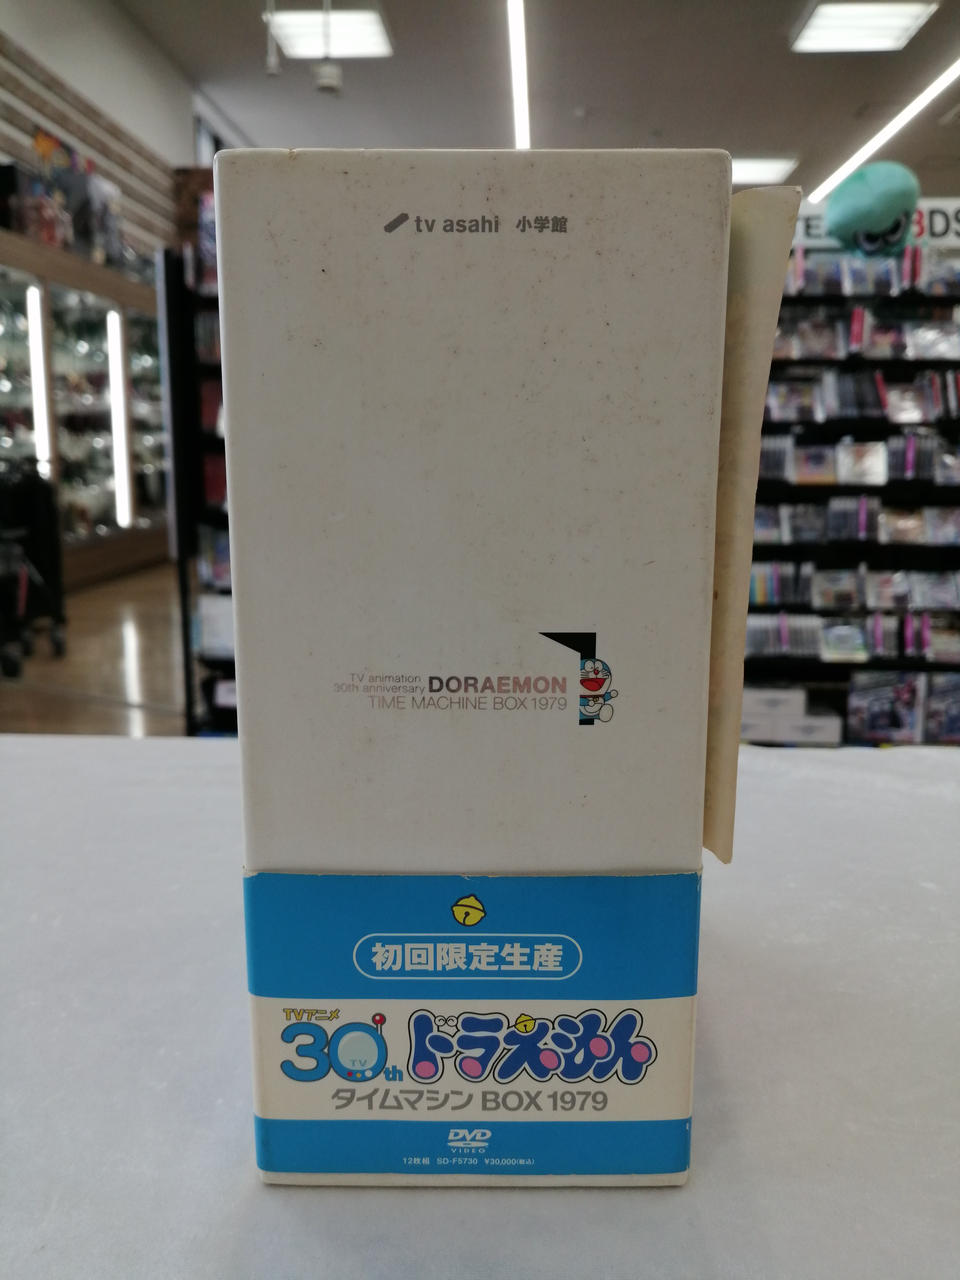 tv asahi 小学館
3DS
TV animation
30th anniversary DORAEMON
TIME MACHINE BOX 1979
初回限定生産
TVアニメ
30th ドラえもん
TV
タイムマシン BOX 1979
DVD
VIDEO
12枚組 SD-F5730 ¥30,000(税込)